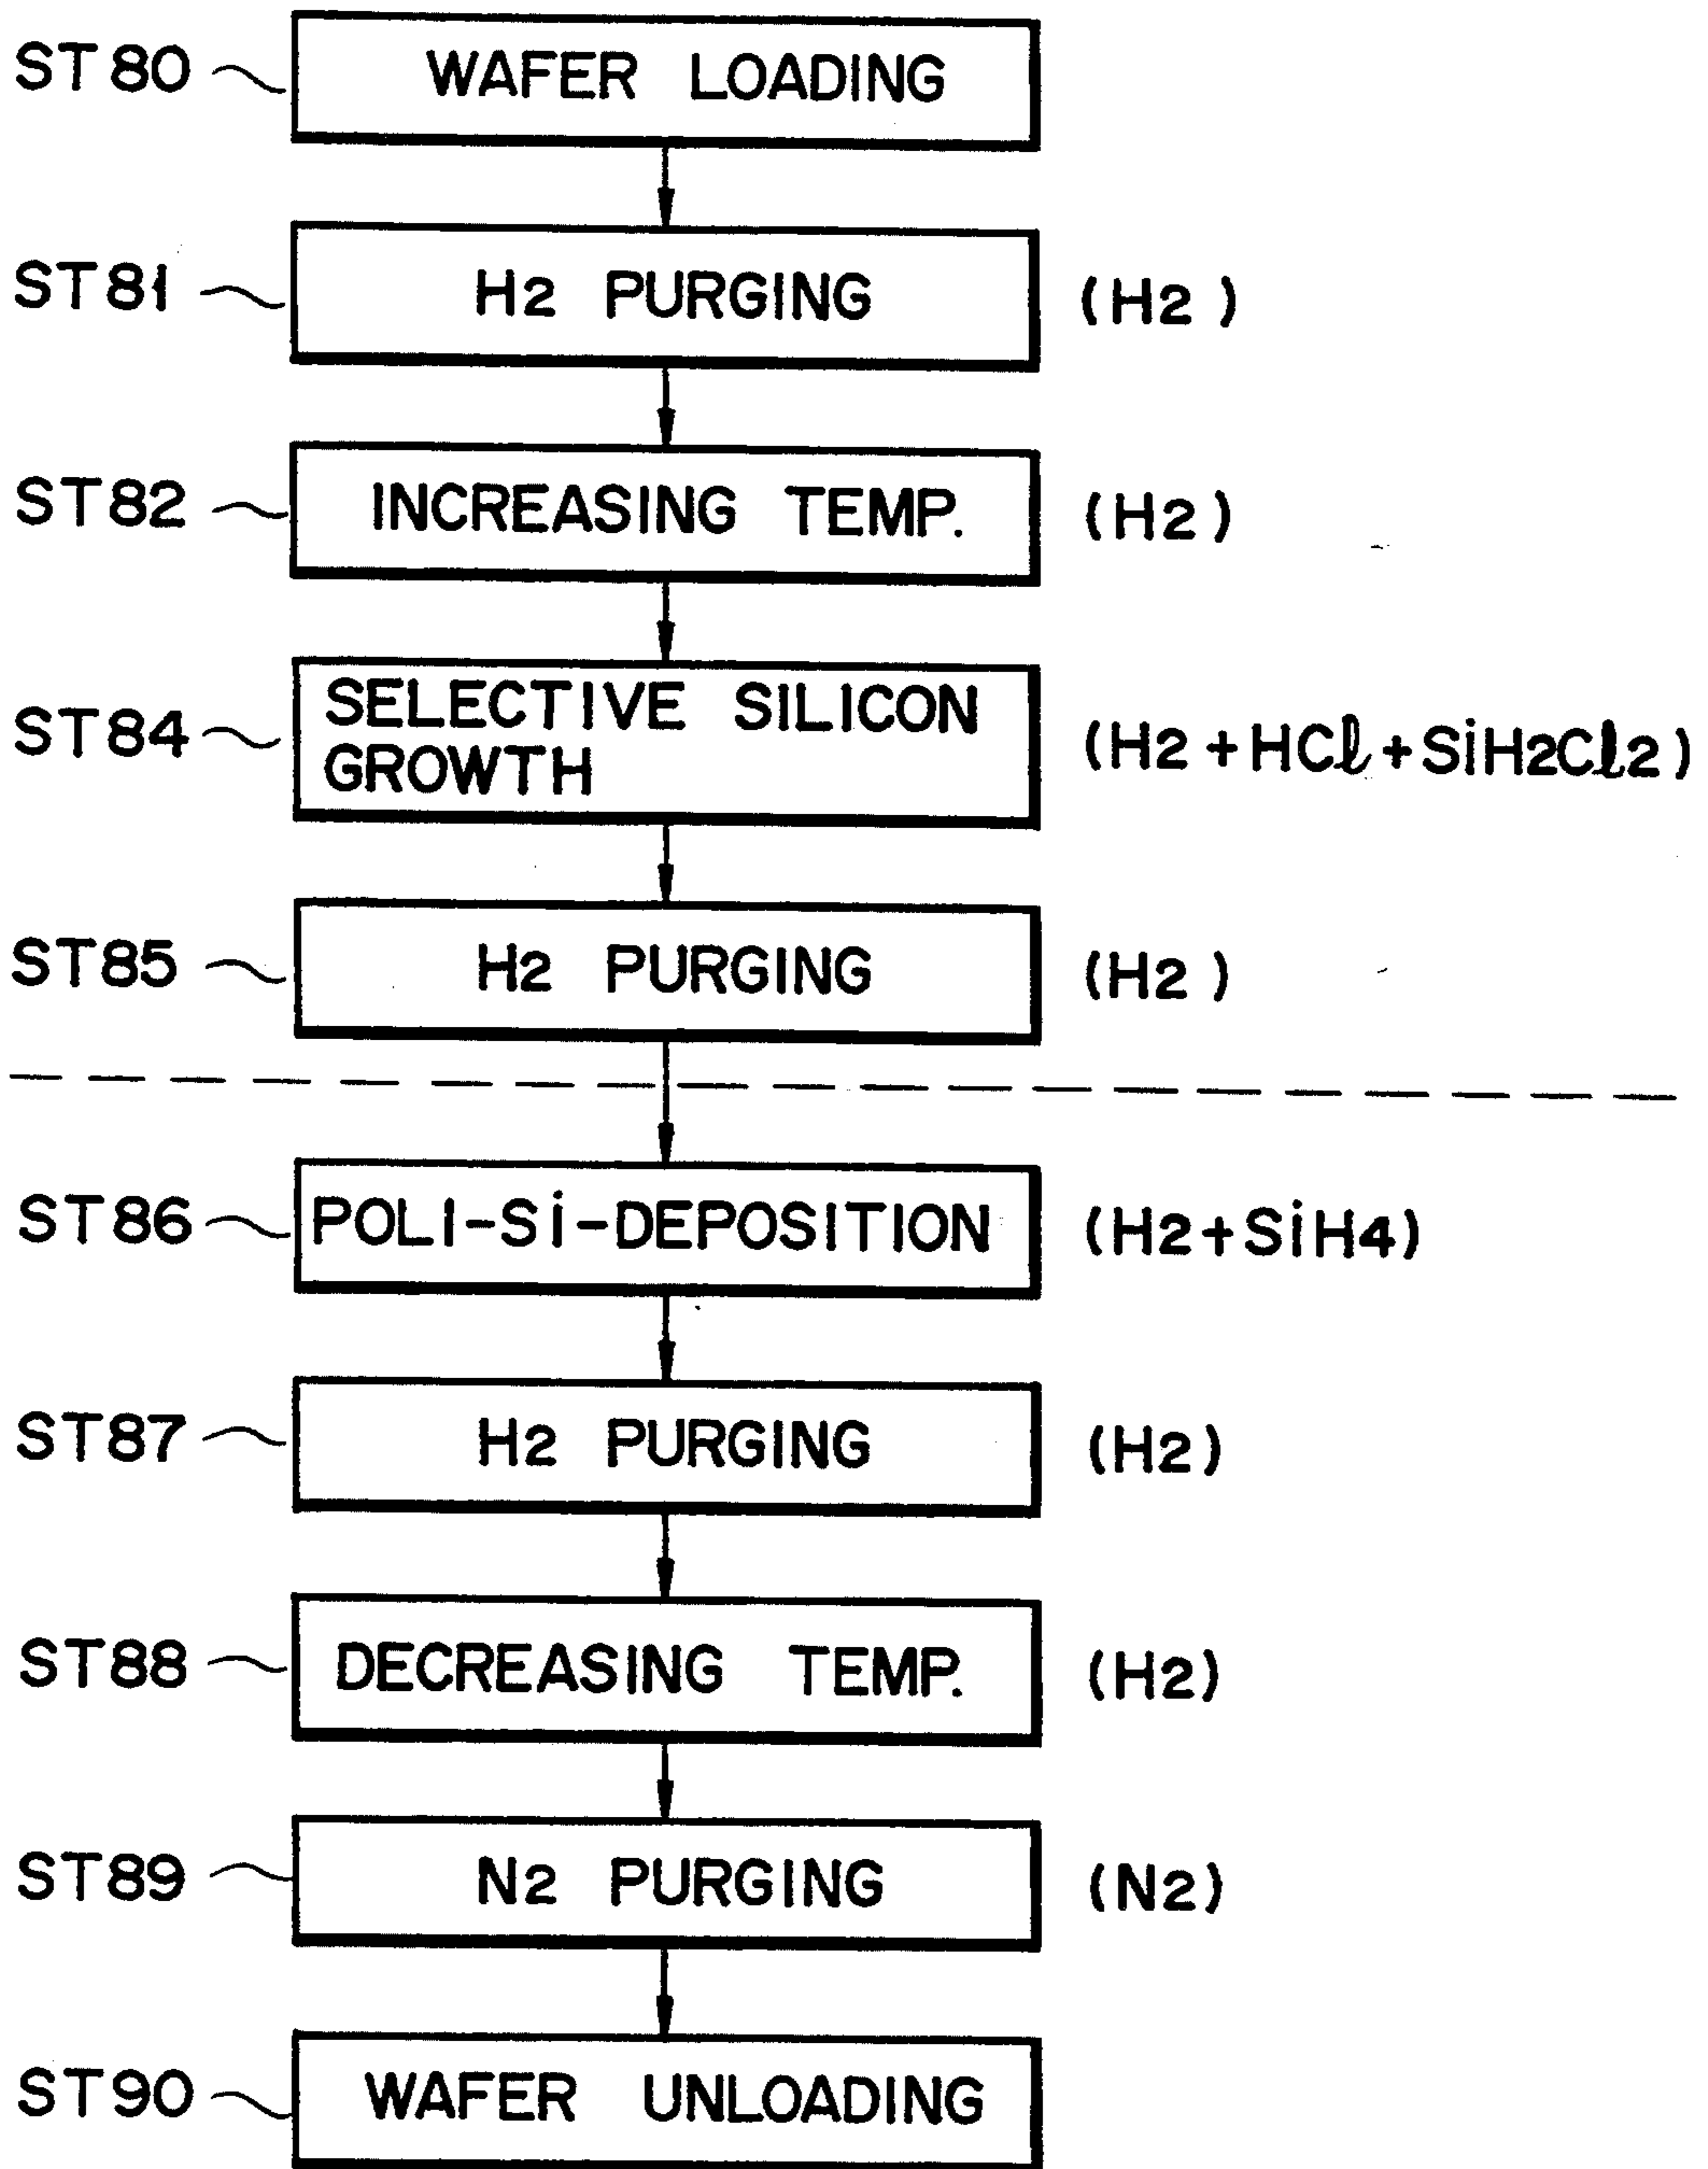 ST80 WAFER LOADING
ST81 H2 PURGING (H2)
ST82 INCREASING TEMP. (H2)
ST84 SELECTIVE SILICON GROWTH (H2+HCl+SiH2Cl2)
ST85 H2 PURGING (H2)
ST86 POLI-Si-DEPOSITION (H2+SiH4)
ST87 H2 PURGING (H2)
ST88 DECREASING TEMP. (H2)
ST89 N2 PURGING (N2)
ST90 WAFER UNLOADING